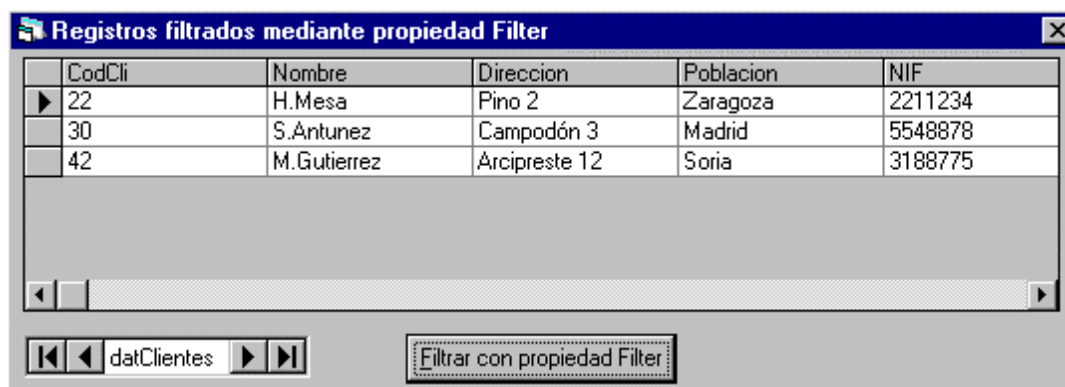 Registros filtrados mediante propiedad Filter
CodCli Nombre Direccion Poblacion NIF
22 H.Mesa Pino 2 Zaragoza 2211234
30 S.Antunez Campodón 3 Madrid 5548878
42 M.Gutierrez Arcipreste 12 Soria 3188775
datClientes Filtrar con propiedad Filter